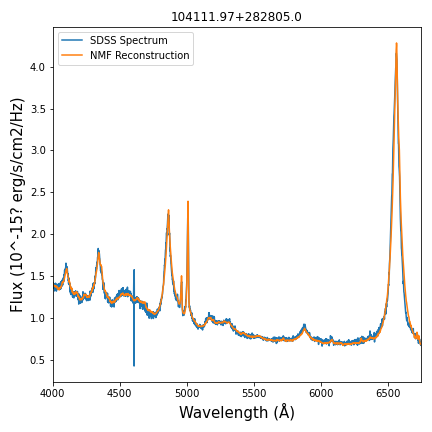 104111.97+282805.0
SDSS Spectrum
NMF Reconstruction
4.0
3.5
3.0
2.5
2.0
1.5
1.0
0.5
Flux (10^-15? erg/s/cm2/Hz)
4000 4500 5000 5500 6000 6500
Wavelength (Å)